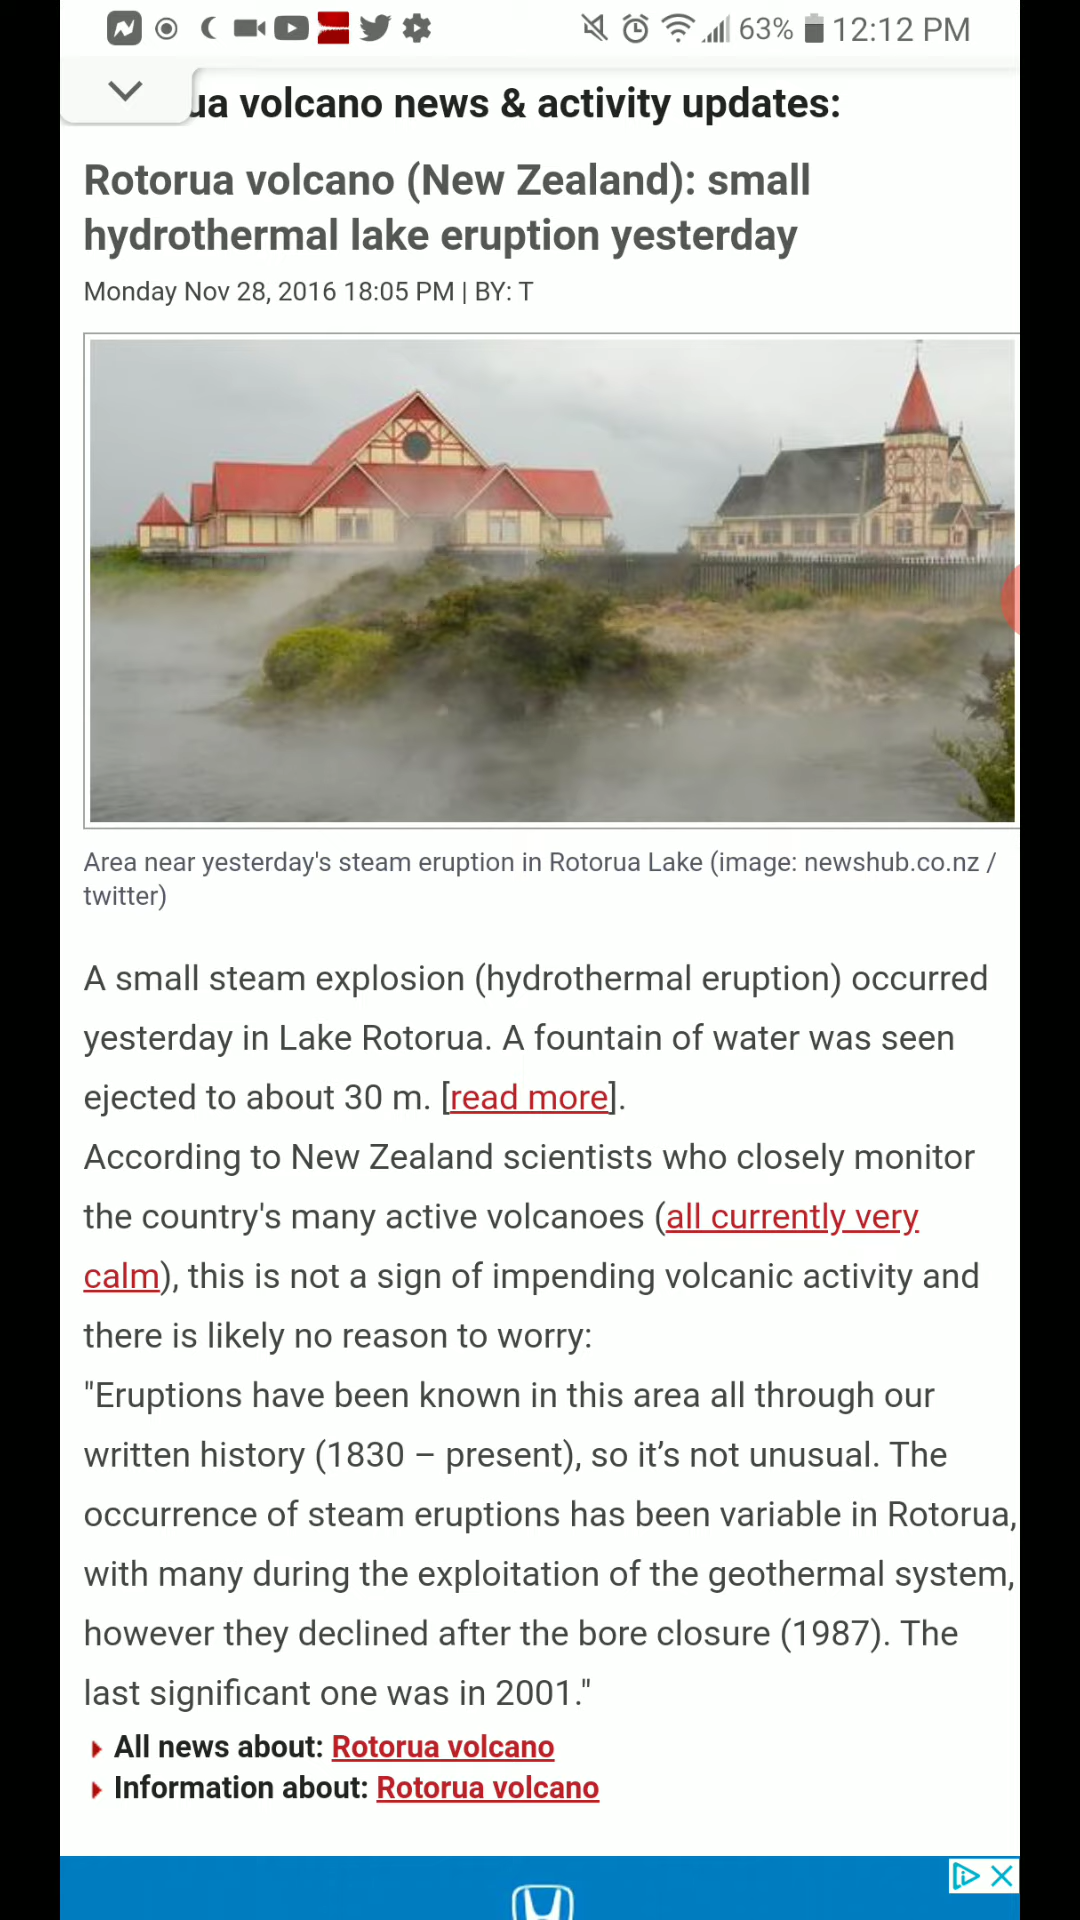 63% 12:12 PM
ua volcano news & activity updates:
Rotorua volcano (New Zealand): small
hydrothermal lake eruption yesterday
Monday Nov 28, 2016 18:05 PM | BY: T
Area near yesterday's steam eruption in Rotorua Lake (image: newshub.co.nz /
twitter)
A small steam explosion (hydrothermal eruption) occurred
yesterday in Lake Rotorua. A fountain of water was seen
ejected to about 30 m. [read more].
According to New Zealand scientists who closely monitor
the country's many active volcanoes (all currently very
calm), this is not a sign of impending volcanic activity and
there is likely no reason to worry:
"Eruptions have been known in this area all through our
written history (1830 – present), so it’s not unusual. The
occurrence of steam eruptions has been variable in Rotorua,
with many during the exploitation of the geothermal system,
however they declined after the bore closure (1987). The
last significant one was in 2001."
All news about: Rotorua volcano
Information about: Rotorua volcano